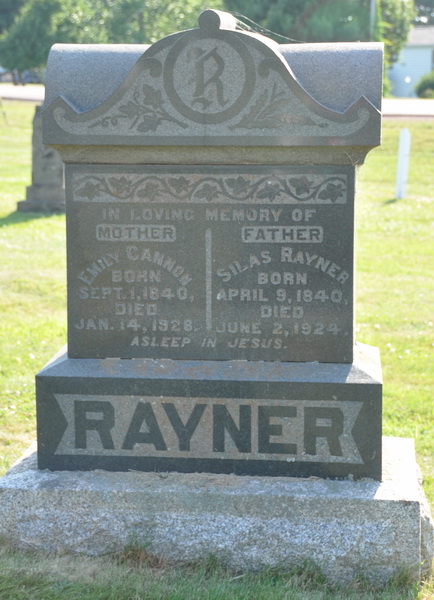 R
IN LOVING MEMORY OF
MOTHER
EMILY CANNON
BORN
SEPT. 1, 1840,
DIED
JAN. 14, 1928.
FATHER
SILAS RAYNER
BORN
APRIL 9, 1840,
DIED
JUNE 2, 1924.
ASLEEP IN JESUS.
RAYNER